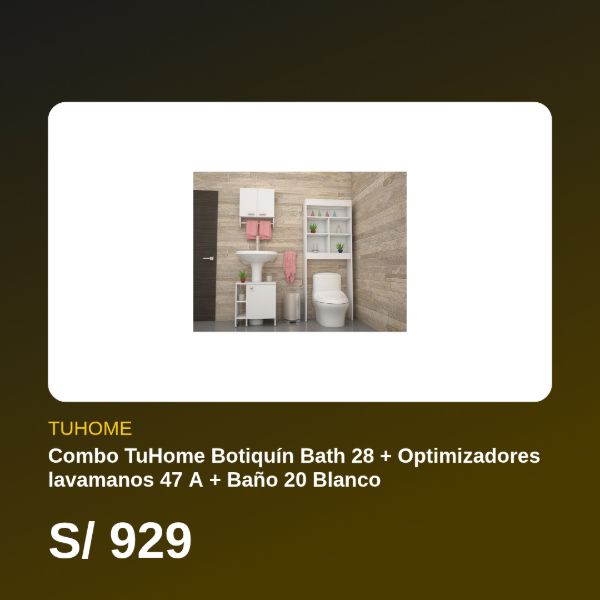 TUHOME
Combo TuHome Botiquín Bath 28 + Optimizadores
lavamanos 47 A + Baño 20 Blanco
S/ 929